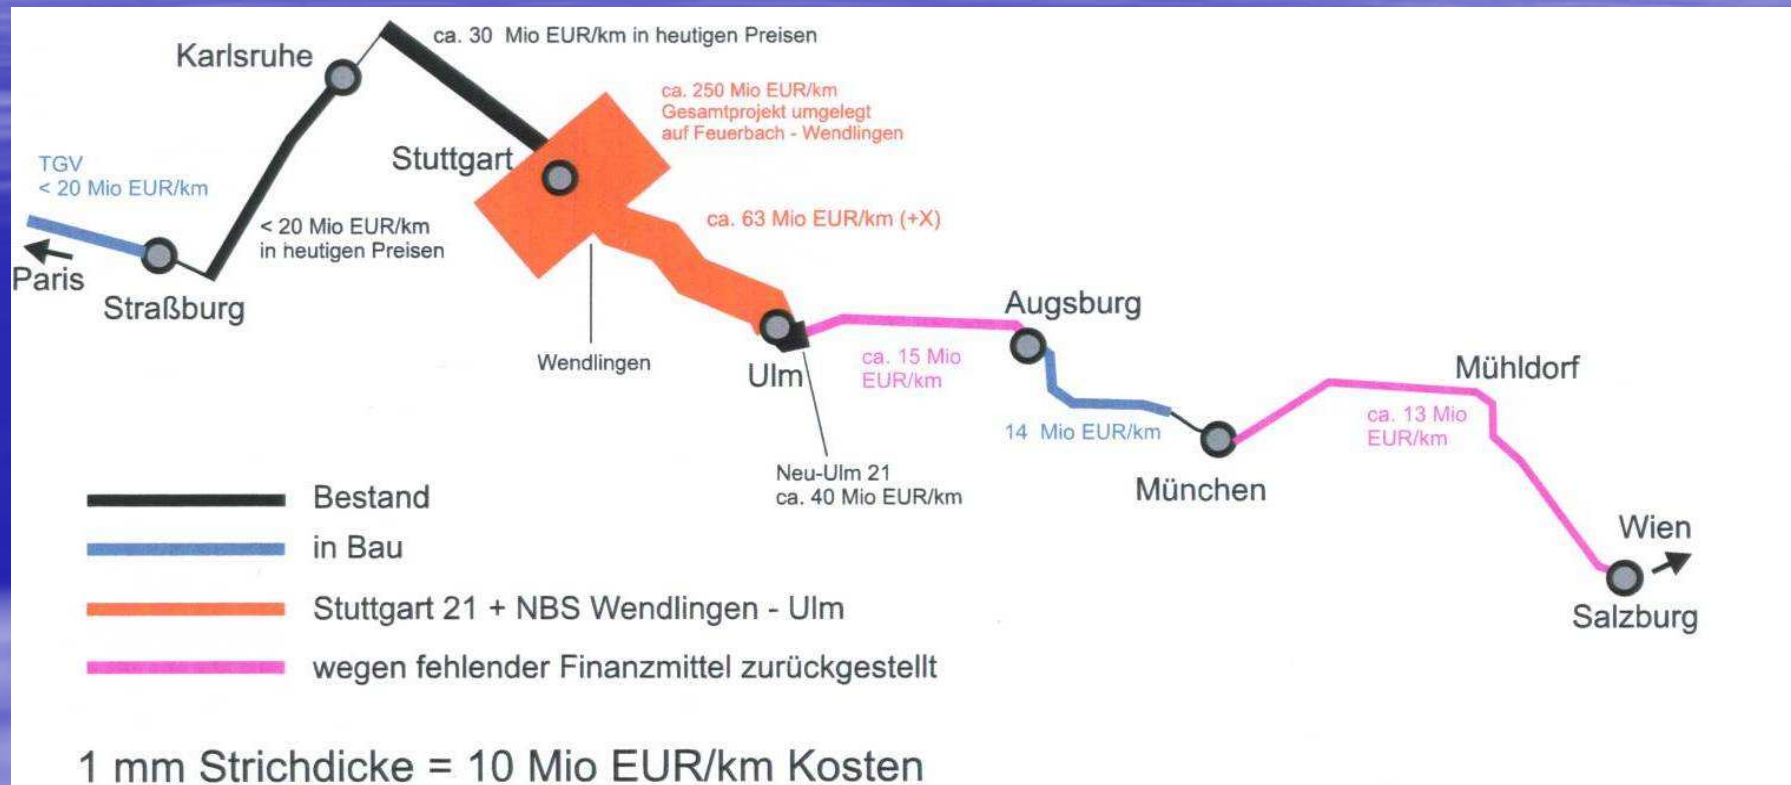 Karlsruhe
ca. 30 Mio EUR/km in heutigen Preisen
ca. 250 Mio EUR/km
Gesamtprojekt umgelegt
auf Feuerbach - Wendlingen
Stuttgart
TGV
< 20 Mio EUR/km
< 20 Mio EUR/km
in heutigen Preisen
ca. 63 Mio EUR/km (+X)
Paris
Straßburg
Wendlingen
Ulm
Augsburg
ca. 15 Mio
EUR/km
Mühldorf
14 Mio EUR/km
ca. 13 Mio
EUR/km
Neu-Ulm 21
ca. 40 Mio EUR/km
München
Wien
Salzburg
Bestand
in Bau
Stuttgart 21 + NBS Wendlingen - Ulm
wegen fehlender Finanzmittel zurückgestellt
1 mm Strichdicke = 10 Mio EUR/km Kosten